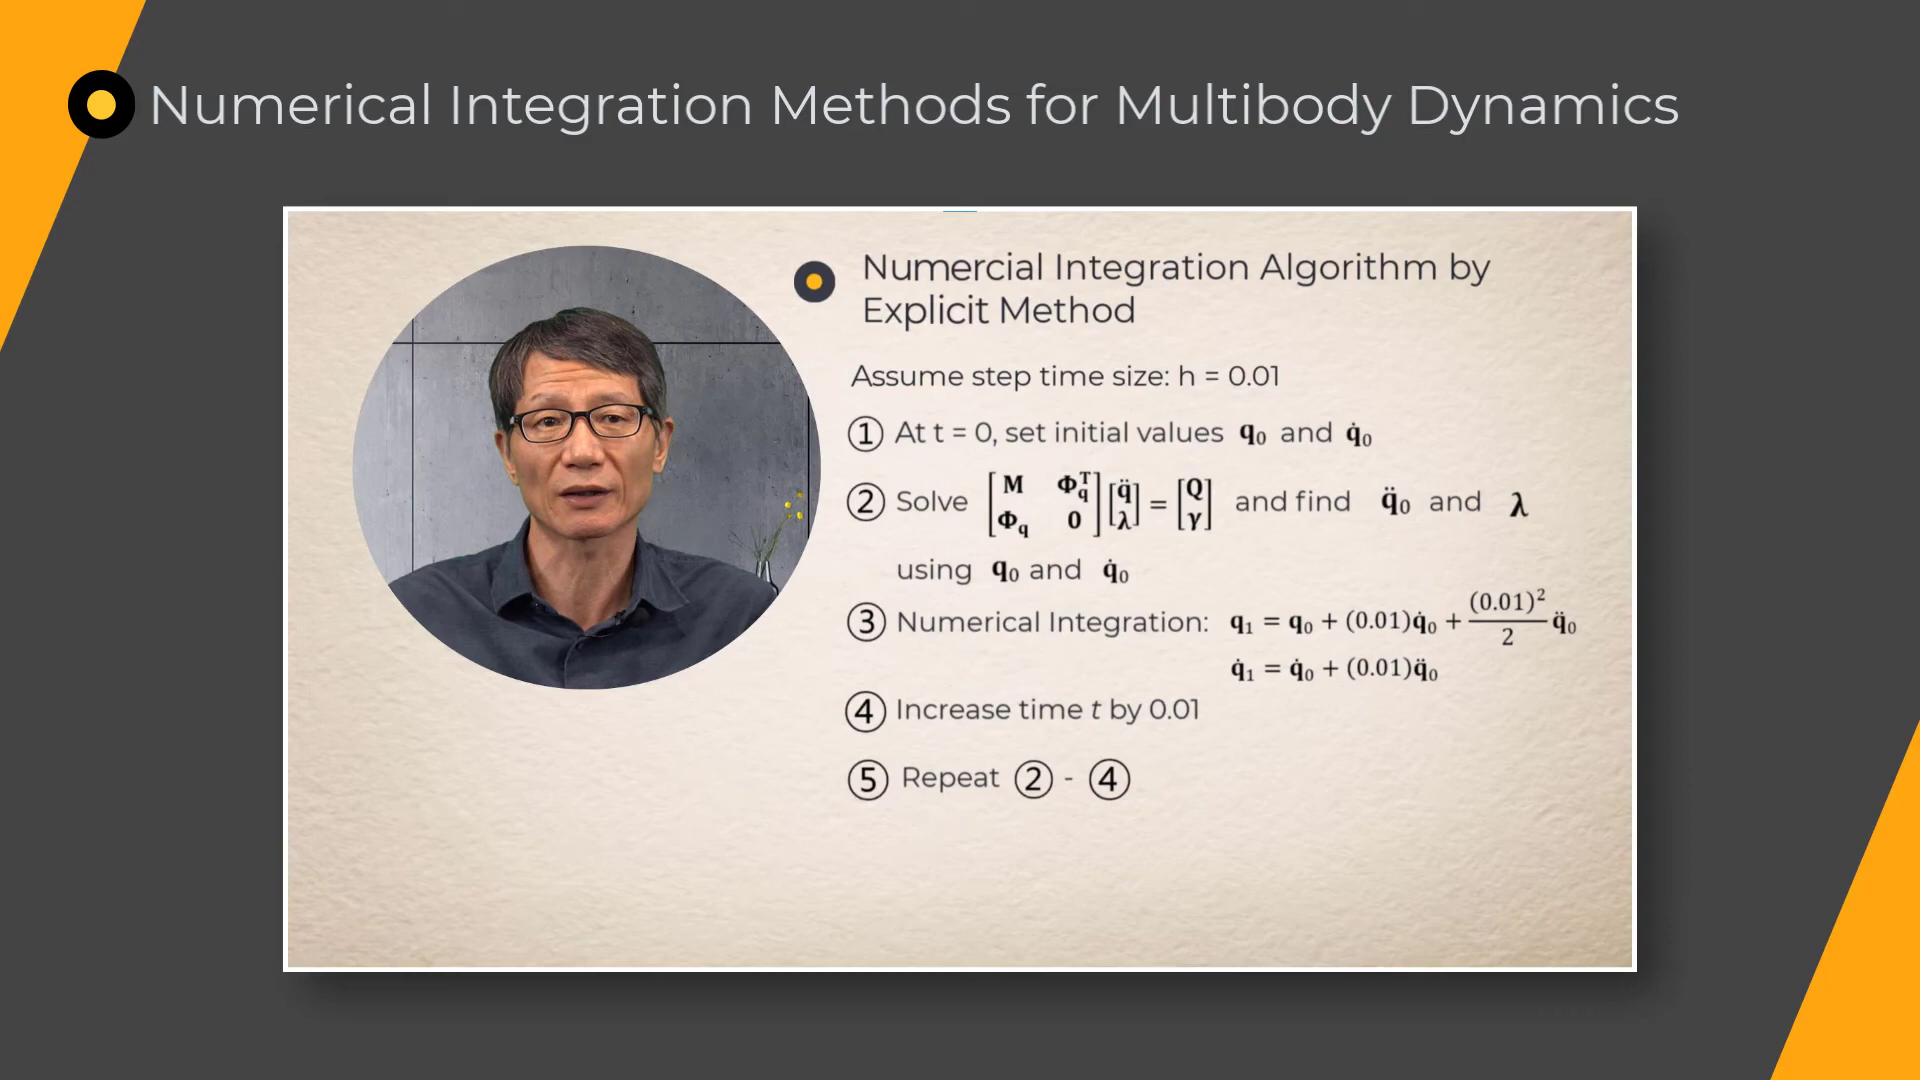 Numerical Integration Methods for Multibody Dynamics
Numercial Integration Algorithm by
Explicit Method
Assume step time size: h = 0.01
① At t = 0, set initial values q₀ and q̇₀
② Solve [M Φ_q^T; Φ_q 0] [q̈; λ] = [Q; γ] and find q̈₀ and λ
using q₀ and q̇₀
③ Numerical Integration: q₁ = q₀ + (0.01)q̇₀ + (0.01)²/2 q̈₀
q̇₁ = q̇₀ + (0.01)q̈₀
④ Increase time t by 0.01
⑤ Repeat ② - ④